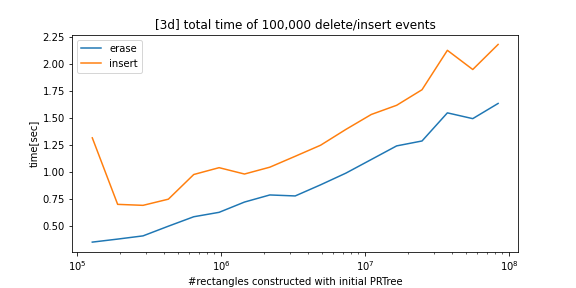 [3d] total time of 100,000 delete/insert events
2.25
2.00
1.75
1.50
1.25
1.00
0.75
0.50
time[sec]
erase
insert
10⁵ 10⁶ 10⁷ 10⁸
#rectangles constructed with initial PRTree